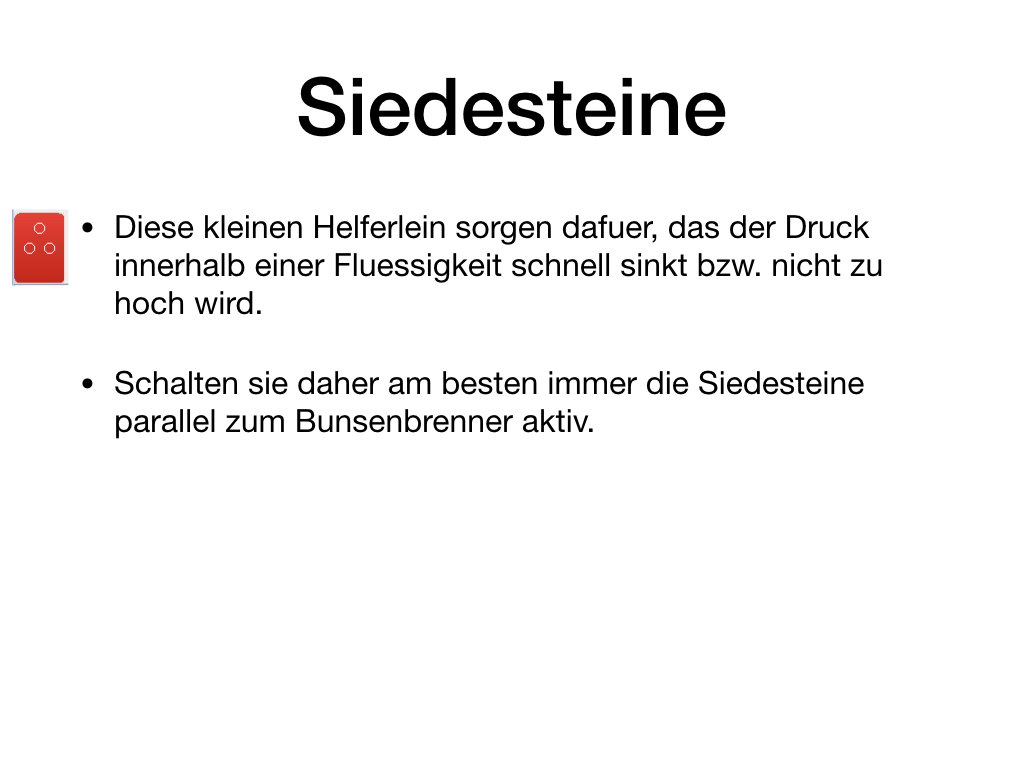 Siedesteine
• Diese kleinen Helferlein sorgen dafuer, das der Druck
innerhalb einer Fluessigkeit schnell sinkt bzw. nicht zu
hoch wird.
• Schalten sie daher am besten immer die Siedesteine
parallel zum Bunsenbrenner aktiv.